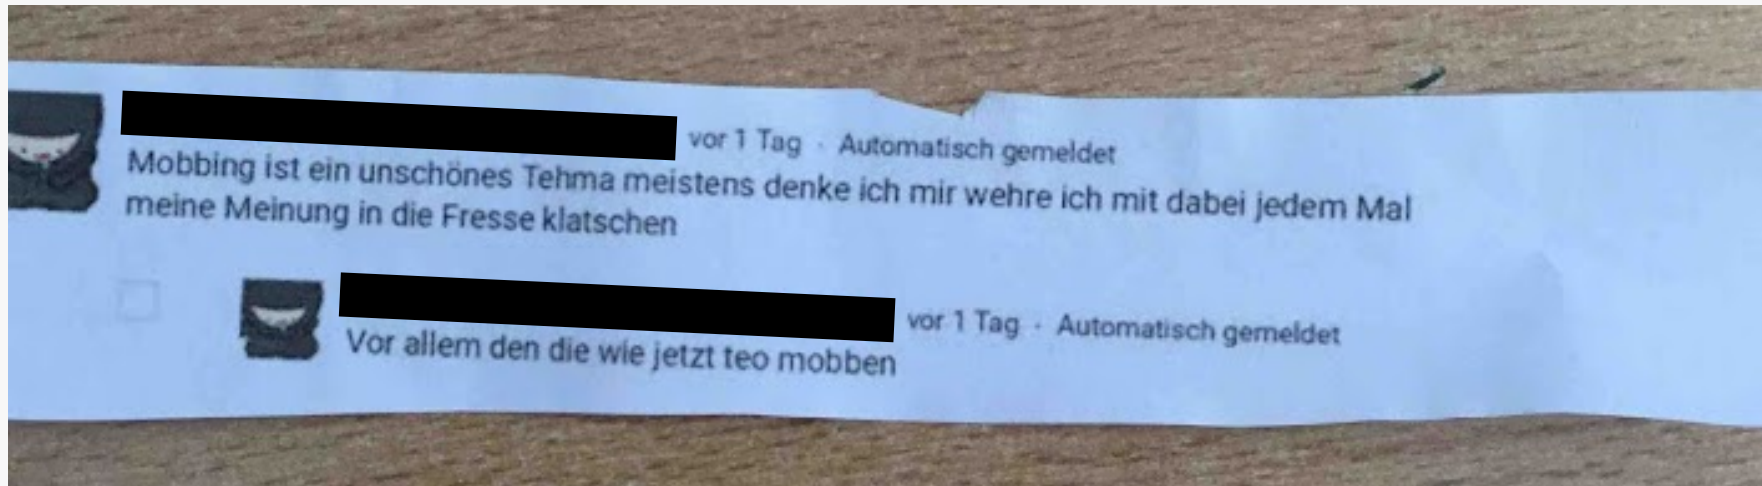 vor 1 Tag · Automatisch gemeldet
Mobbing ist ein unschönes Tehma meistens denke ich mir wehre ich mit dabei jedem Mal
meine Meinung in die Fresse klatschen
vor 1 Tag · Automatisch gemeldet
Vor allem den die wie jetzt teo mobben